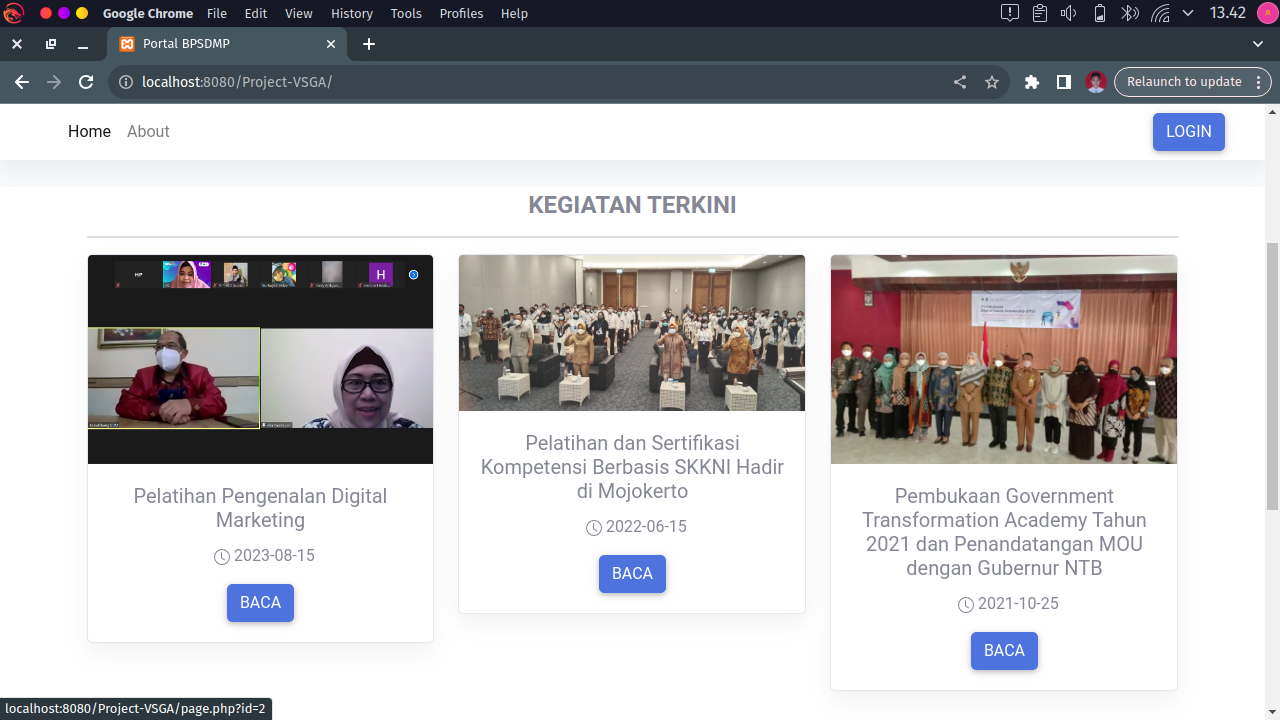 Google Chrome File Edit View History Tools Profiles Help 13.42
Portal BPSDMP
localhost:8080/Project-VSGA/
Relaunch to update
Home About LOGIN
KEGIATAN TERKINI
HP
H
Pelatihan Pengenalan Digital
Marketing
2023-08-15
BACA
Pelatihan dan Sertifikasi
Kompetensi Berbasis SKKNI Hadir
di Mojokerto
2022-06-15
BACA
Pembukaan Government
Transformation Academy Tahun
2021 dan Penandatangan MOU
dengan Gubernur NTB
2021-10-25
BACA
localhost:8080/Project-VSGA/page.php?id=2